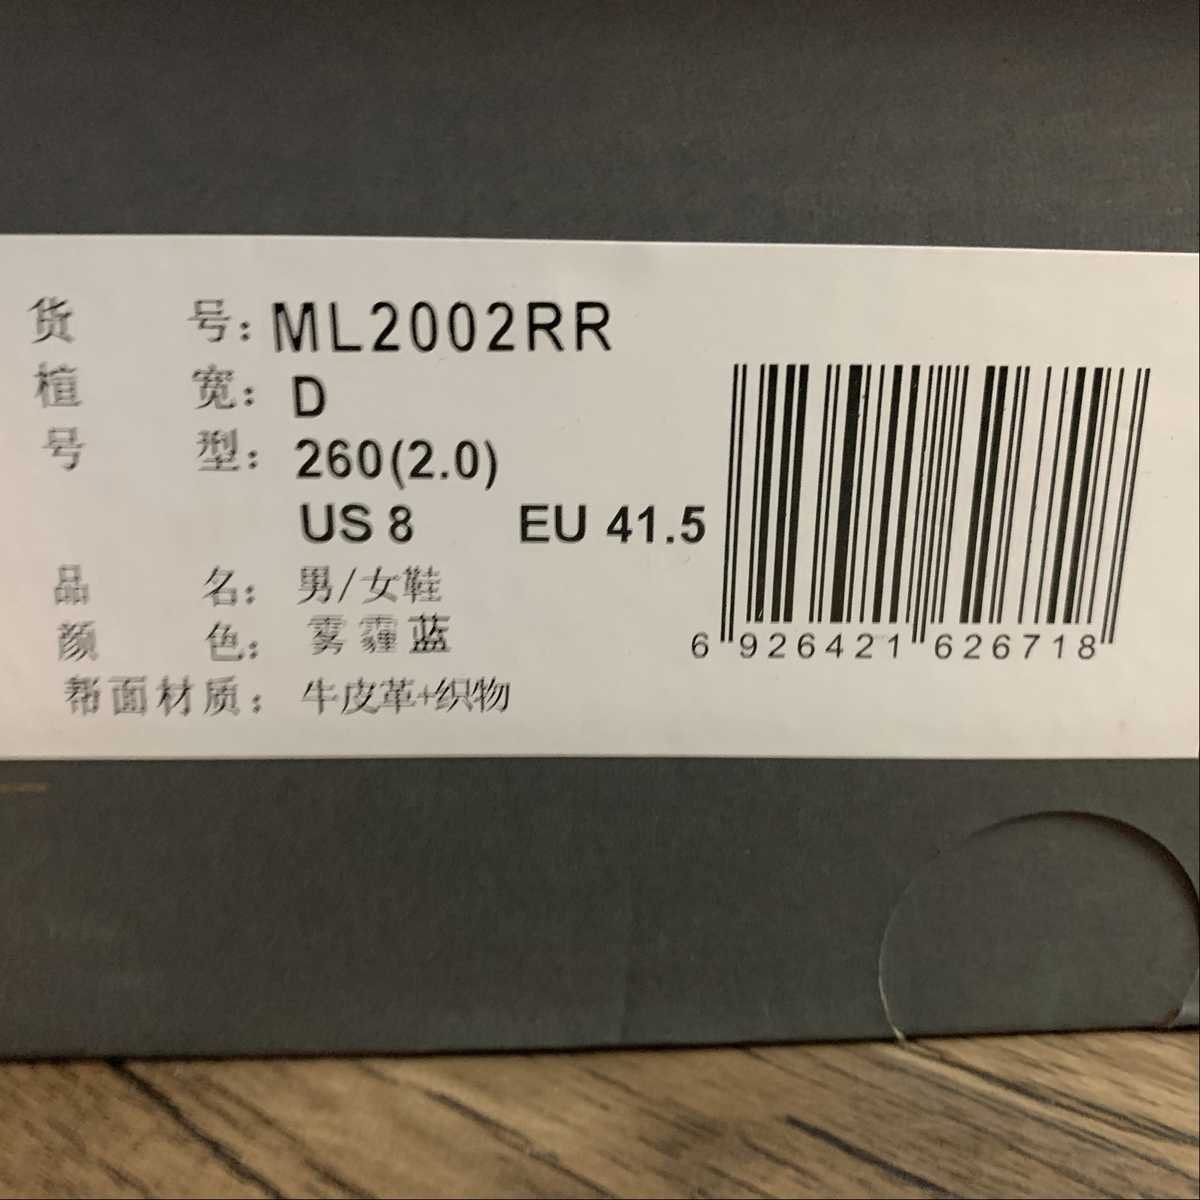 货 号: ML2002RR
楦 宽: D
号 型: 260(2.0)
US 8 EU 41.5
品 名: 男/女鞋
颜 色: 雾霾蓝
帮面材质: 牛皮革+织物
6 926421 626718